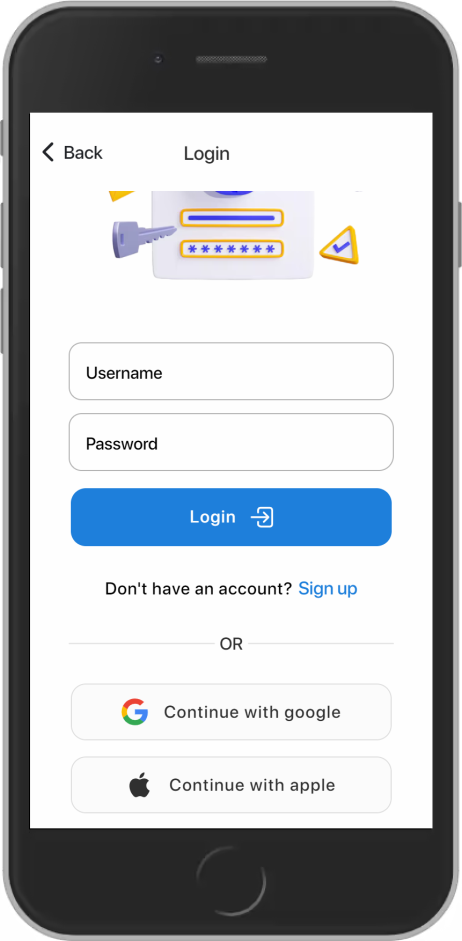 Back
Login
*******
Username
Password
Login
Don't have an account? Sign up
OR
Continue with google
Continue with apple